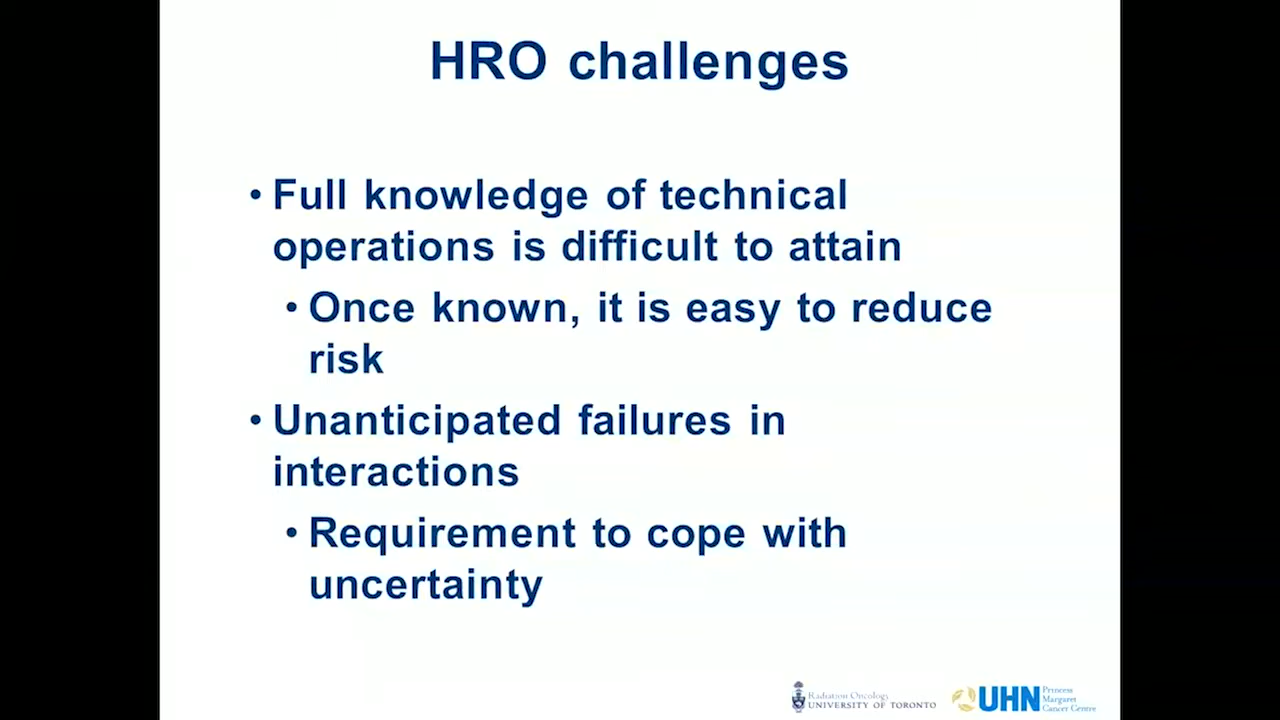 HRO challenges
• Full knowledge of technical
operations is difficult to attain
• Once known, it is easy to reduce
risk
• Unanticipated failures in
interactions
• Requirement to cope with
uncertainty
Radiation Oncology
UNIVERSITY OF TORONTO
UHN
Princess
Margaret
Cancer Centre